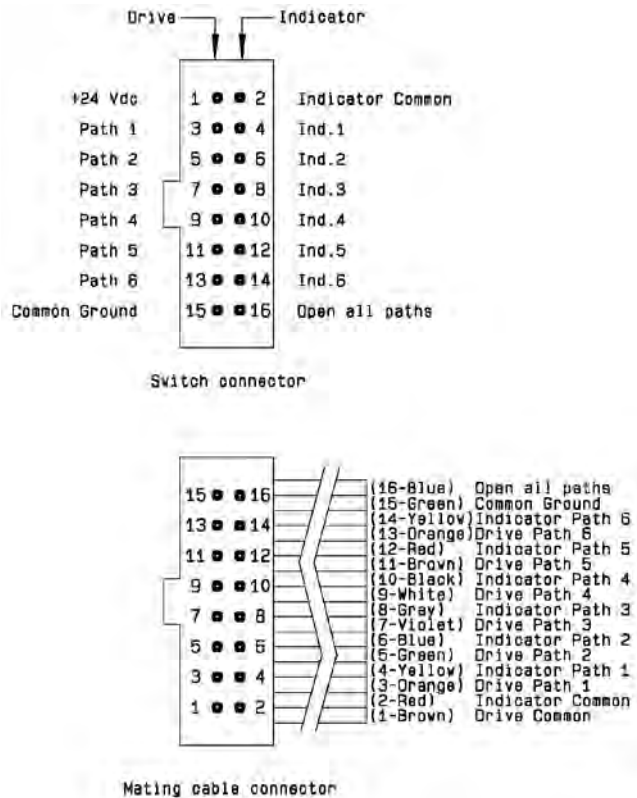 Drive Indicator
+24 Vdc 1 2 Indicator Common
Path 1 3 4 Ind.1
Path 2 5 6 Ind.2
Path 3 7 8 Ind.3
Path 4 9 10 Ind.4
Path 5 11 12 Ind.5
Path 6 13 14 Ind.6
Common Ground 15 16 Open all paths
Switch connector
15 16
13 14
11 12
9 10
7 8
5 6
3 4
1 2
(16-Blue) Open all paths
(15-Green) Common Ground
(14-Yellow) Indicator Path 6
(13-Orange) Drive Path 6
(12-Red) Indicator Path 5
(11-Brown) Drive Path 5
(10-Black) Indicator Path 4
(9-White) Drive Path 4
(8-Gray) Indicator Path 3
(7-Violet) Drive Path 3
(6-Blue) Indicator Path 2
(5-Green) Drive Path 2
(4-Yellow) Indicator Path 1
(3-Orange) Drive Path 1
(2-Red) Indicator Common
(1-Brown) Drive Common
Mating cable connector